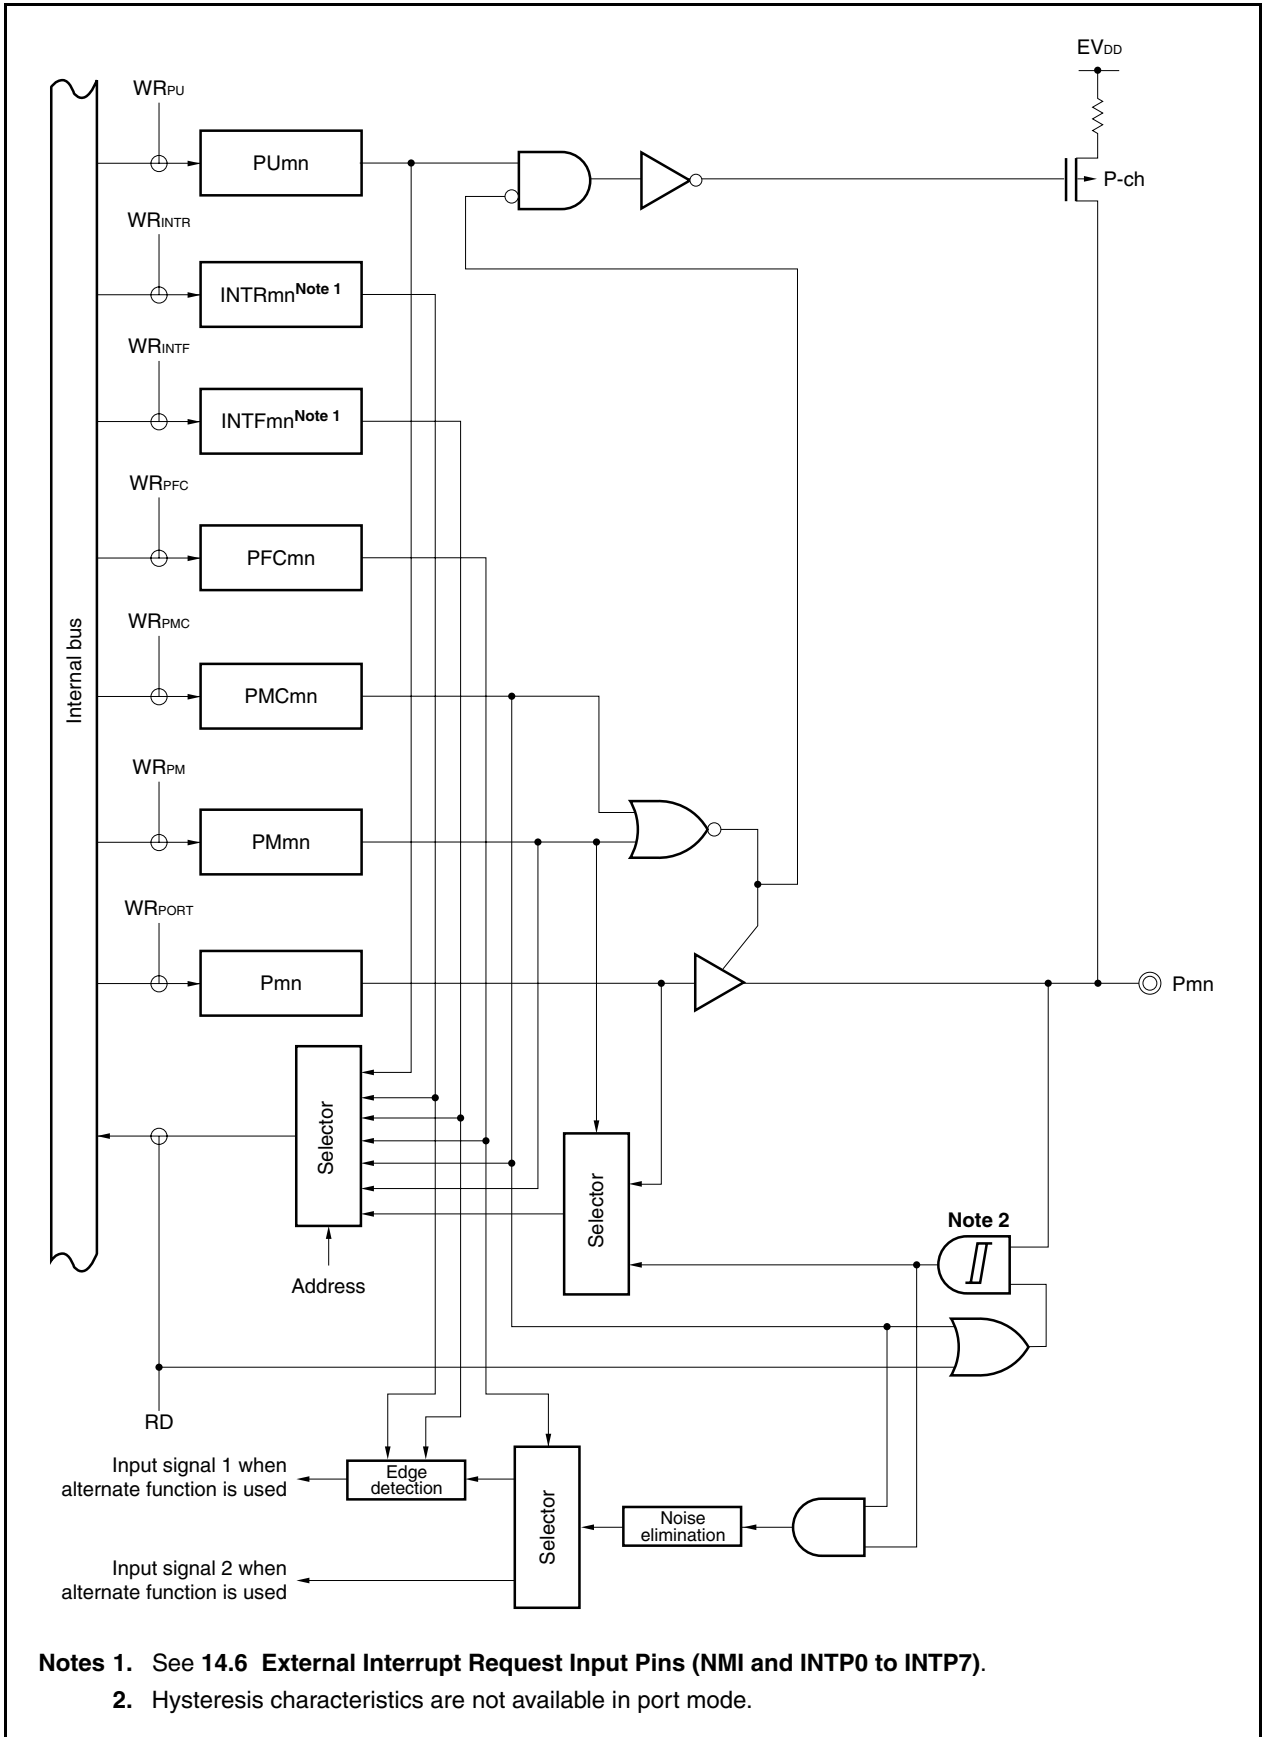 EVDD
WRPU
PUmn
P-ch
WRINTR
INTRmnNote 1
WRINTF
INTFmnNote 1
WRPFC
PFCmn
WRPMC
PMCmn
Internal bus
WRPM
PMmn
WRPORT
Pmn
Pmn
Selector
Selector
Note 2
Address
RD
Input signal 1 when
alternate function is used
Edge
detection
Selector
Noise
elimination
Input signal 2 when
alternate function is used
Notes 1. See 14.6 External Interrupt Request Input Pins (NMI and INTP0 to INTP7).
2. Hysteresis characteristics are not available in port mode.